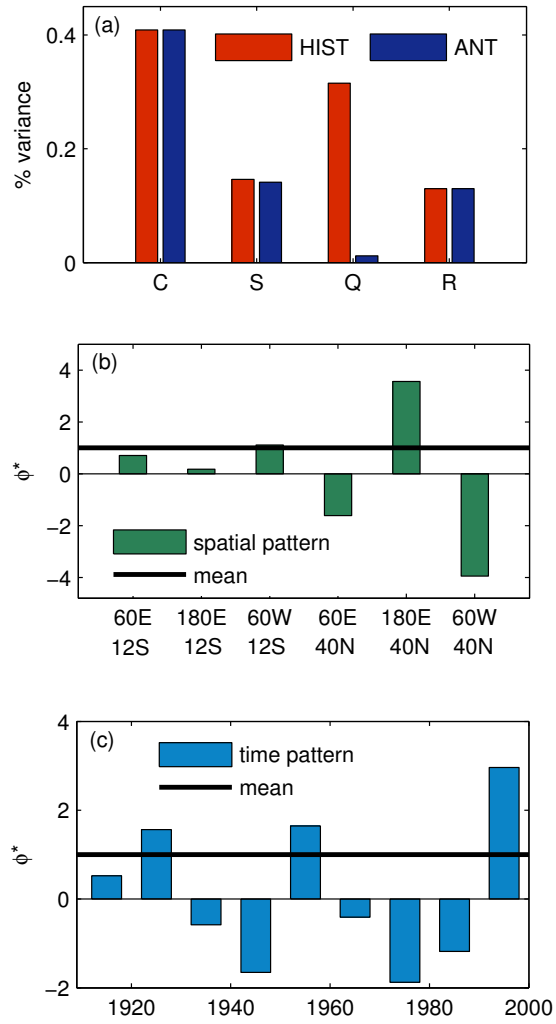 (a)
HIST
ANT
% variance
0.4
0.2
0
C S Q R
(b)
ϕ*
4
2
0
−2
−4
spatial pattern
mean
60E 180E 60W 60E 180E 60W
12S 12S 12S 40N 40N 40N
(c)
ϕ*
4
2
0
−2
time pattern
mean
1920 1940 1960 1980 2000